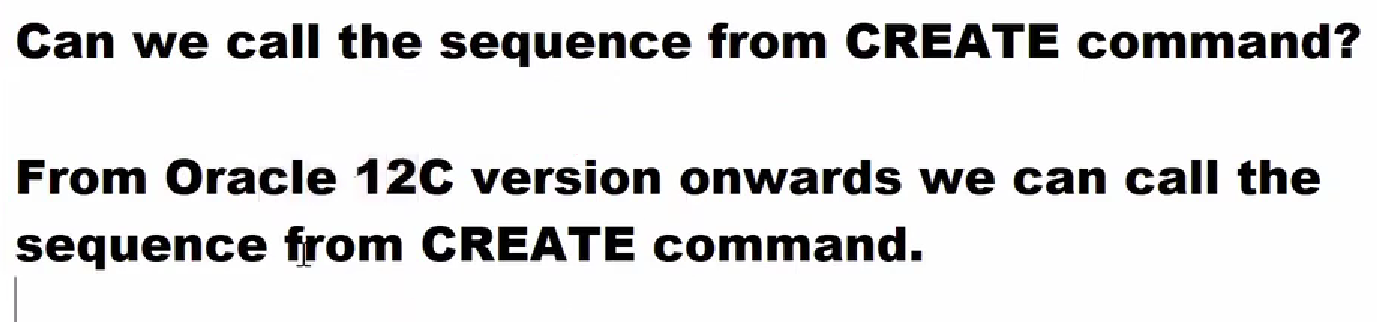 Can we call the sequence from CREATE command?
From Oracle 12C version onwards we can call the
sequence from CREATE command.